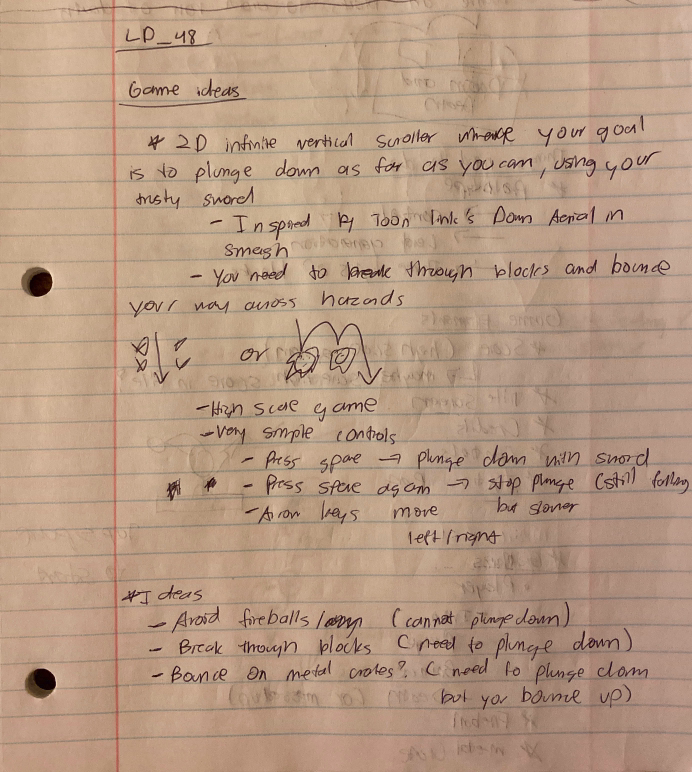 LD_48
Game ideas
* 2D infinite vertical scroller where your goal
is to plunge down as far as you can, using your
trusty sword
- Inspired by Toon link's Down Aerial in
Smash
- You need to break through blocks and bounce
your way across hazards
or
- High score game
- Very simple controls
- Press space → plunge down with sword
* - Press space again → stop plunge (still falling
but slower
- Arrow keys move
left/right
* Ideas
- Avoid fireballs / (cannot plunge down)
- Break though blocks (need to plunge down)
- Bounce on metal crates? (need to plunge down
but you bounce up)